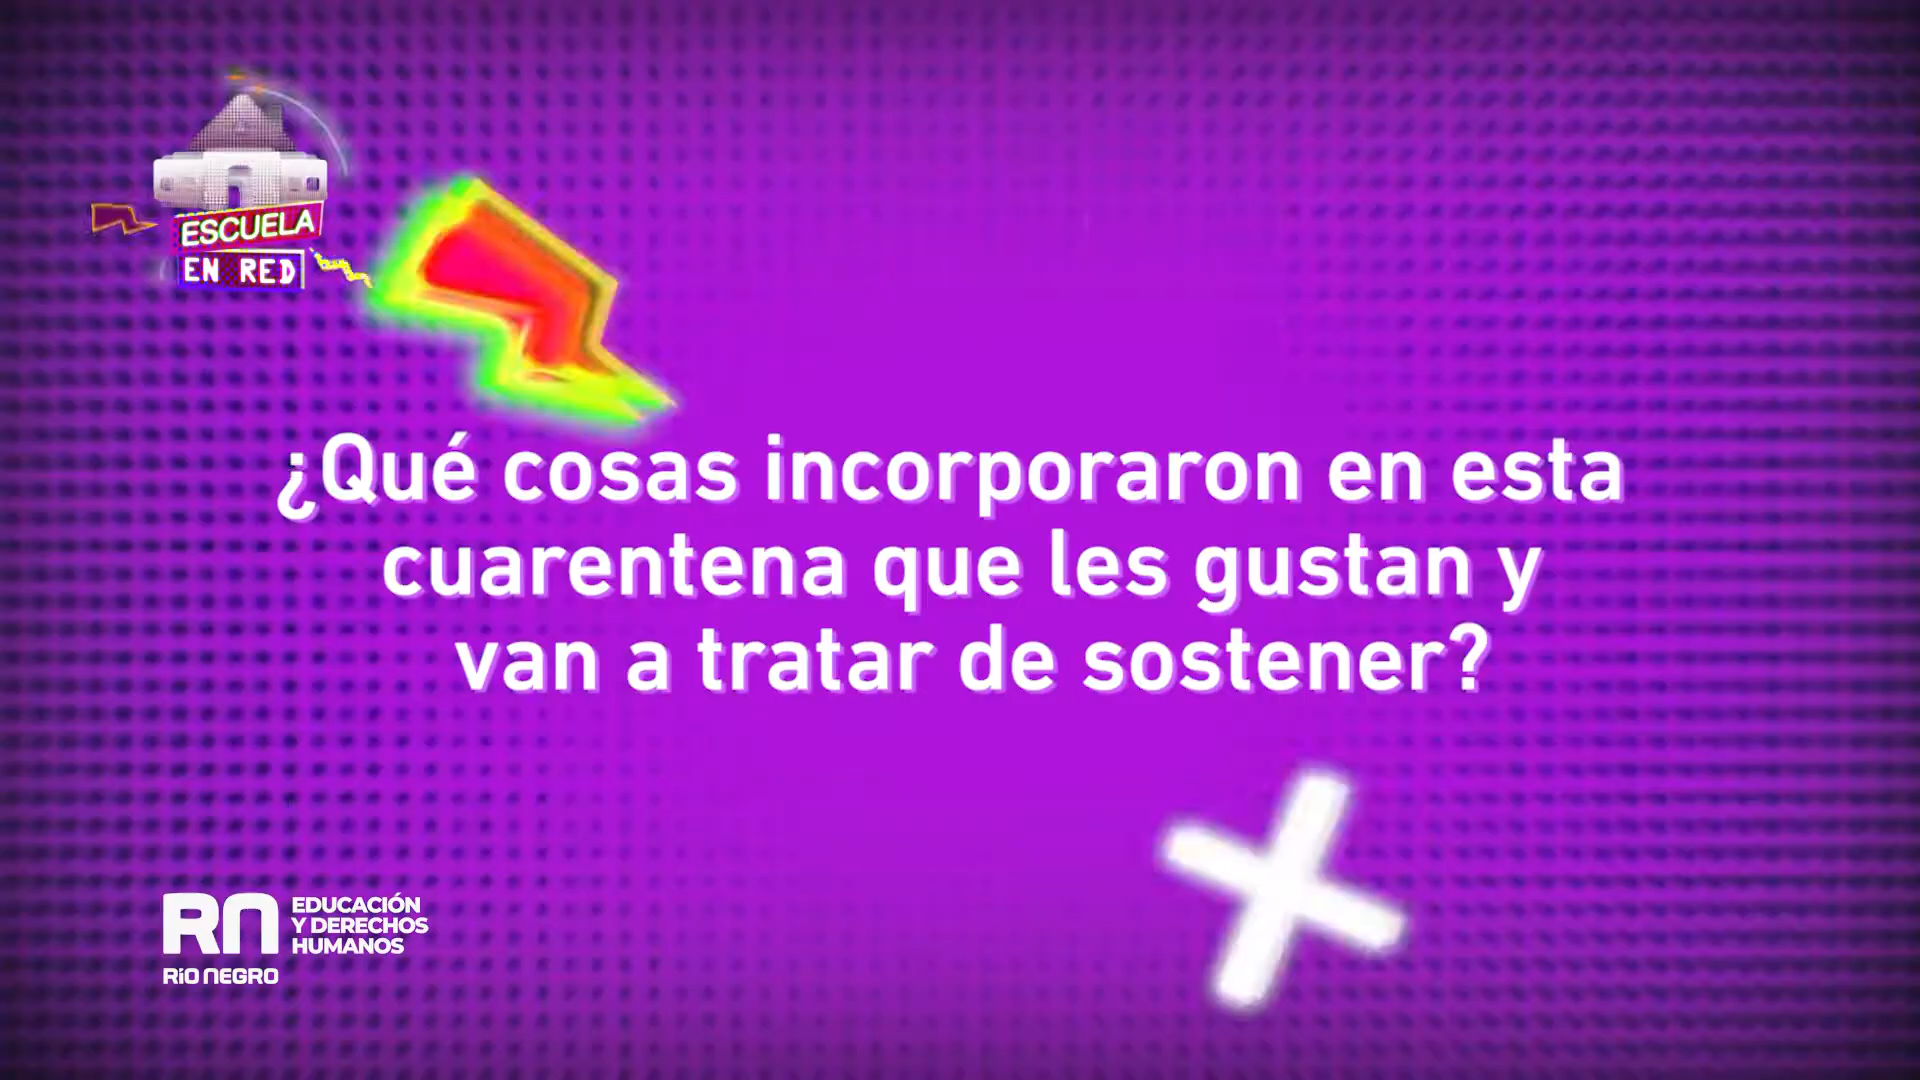 ESCUELA
EN RED
¿Qué cosas incorporaron en esta
cuarentena que les gustan y
van a tratar de sostener?
RN
RÍO NEGRO
EDUCACIÓN
Y DERECHOS
HUMANOS